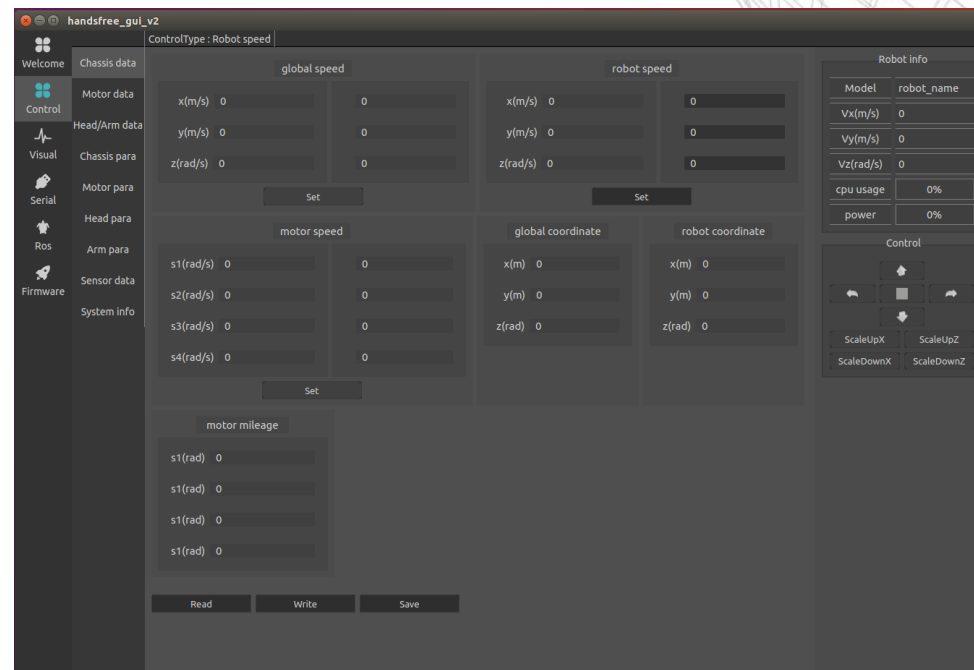 handsfree_gui_v2
Welcome
Control
Visual
Serial
Ros
Firmware
Chassis data
Motor data
Head/Arm data
Chassis para
Motor para
Head para
Arm para
Sensor data
System info
ControlType : Robot speed
global speed
x(m/s) 0 0
y(m/s) 0 0
z(rad/s) 0 0
Set
robot speed
x(m/s) 0 0
y(m/s) 0 0
z(rad/s) 0 0
Set
motor speed
s1(rad/s) 0 0
s2(rad/s) 0 0
s3(rad/s) 0 0
s4(rad/s) 0 0
Set
global coordinate
x(m) 0
y(m) 0
z(rad) 0
robot coordinate
x(m) 0
y(m) 0
z(rad) 0
motor mileage
s1(rad) 0
s1(rad) 0
s1(rad) 0
s1(rad) 0
Read Write Save
Robot info
Model robot_name
Vx(m/s) 0
Vy(m/s) 0
Vz(rad/s) 0
cpu usage 0%
power 0%
Control
ScaleUpX ScaleUpZ
ScaleDownX ScaleDownZ